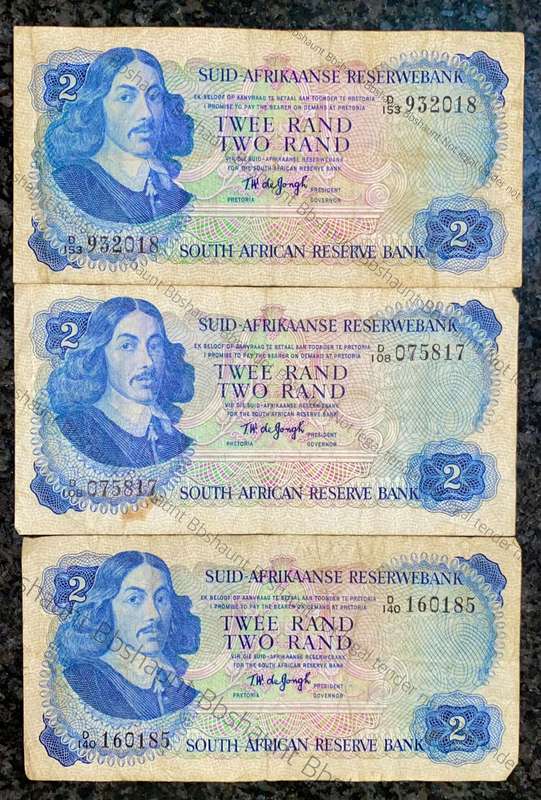 2
SUID-AFRIKAANSE RESERWEBANK
EK BELOOF OP AANVRAAG TE BETAAL AAN TOONDER TE PRETORIA
I PROMISE TO PAY THE BEARER ON DEMAND AT PRETORIA
D/153 932018
TWEE RAND
TWO RAND
VIR DIE SUID-AFRIKAANSE RESERWEBANK
FOR THE SOUTH AFRICAN RESERVE BANK
T.W. de Jongh
PRESIDENT
PRETORIA GOVERNOR
D/153 932018
SOUTH AFRICAN RESERVE BANK
2
2
SUID-AFRIKAANSE RESERWEBANK
EK BELOOF OP AANVRAAG TE BETAAL AAN TOONDER TE PRETORIA
I PROMISE TO PAY THE BEARER ON DEMAND AT PRETORIA
D/108 075817
TWEE RAND
TWO RAND
VIR DIE SUID-AFRIKAANSE RESERWEBANK
FOR THE SOUTH AFRICAN RESERVE BANK
T.W. de Jongh
PRESIDENT
PRETORIA GOVERNOR
D/108 075817
SOUTH AFRICAN RESERVE BANK
2
2
SUID-AFRIKAANSE RESERWEBANK
EK BELOOF OP AANVRAAG TE BETAAL AAN TOONDER TE PRETORIA
I PROMISE TO PAY THE BEARER ON DEMAND AT PRETORIA
D/140 160185
TWEE RAND
TWO RAND
VIR DIE SUID-AFRIKAANSE RESERWEBANK
FOR THE SOUTH AFRICAN RESERVE BANK
T.W. de Jongh
PRESIDENT
PRETORIA GOVERNOR
D/140 160185
SOUTH AFRICAN RESERVE BANK
2
Bbshaunt Bbshaunt Not legal tender